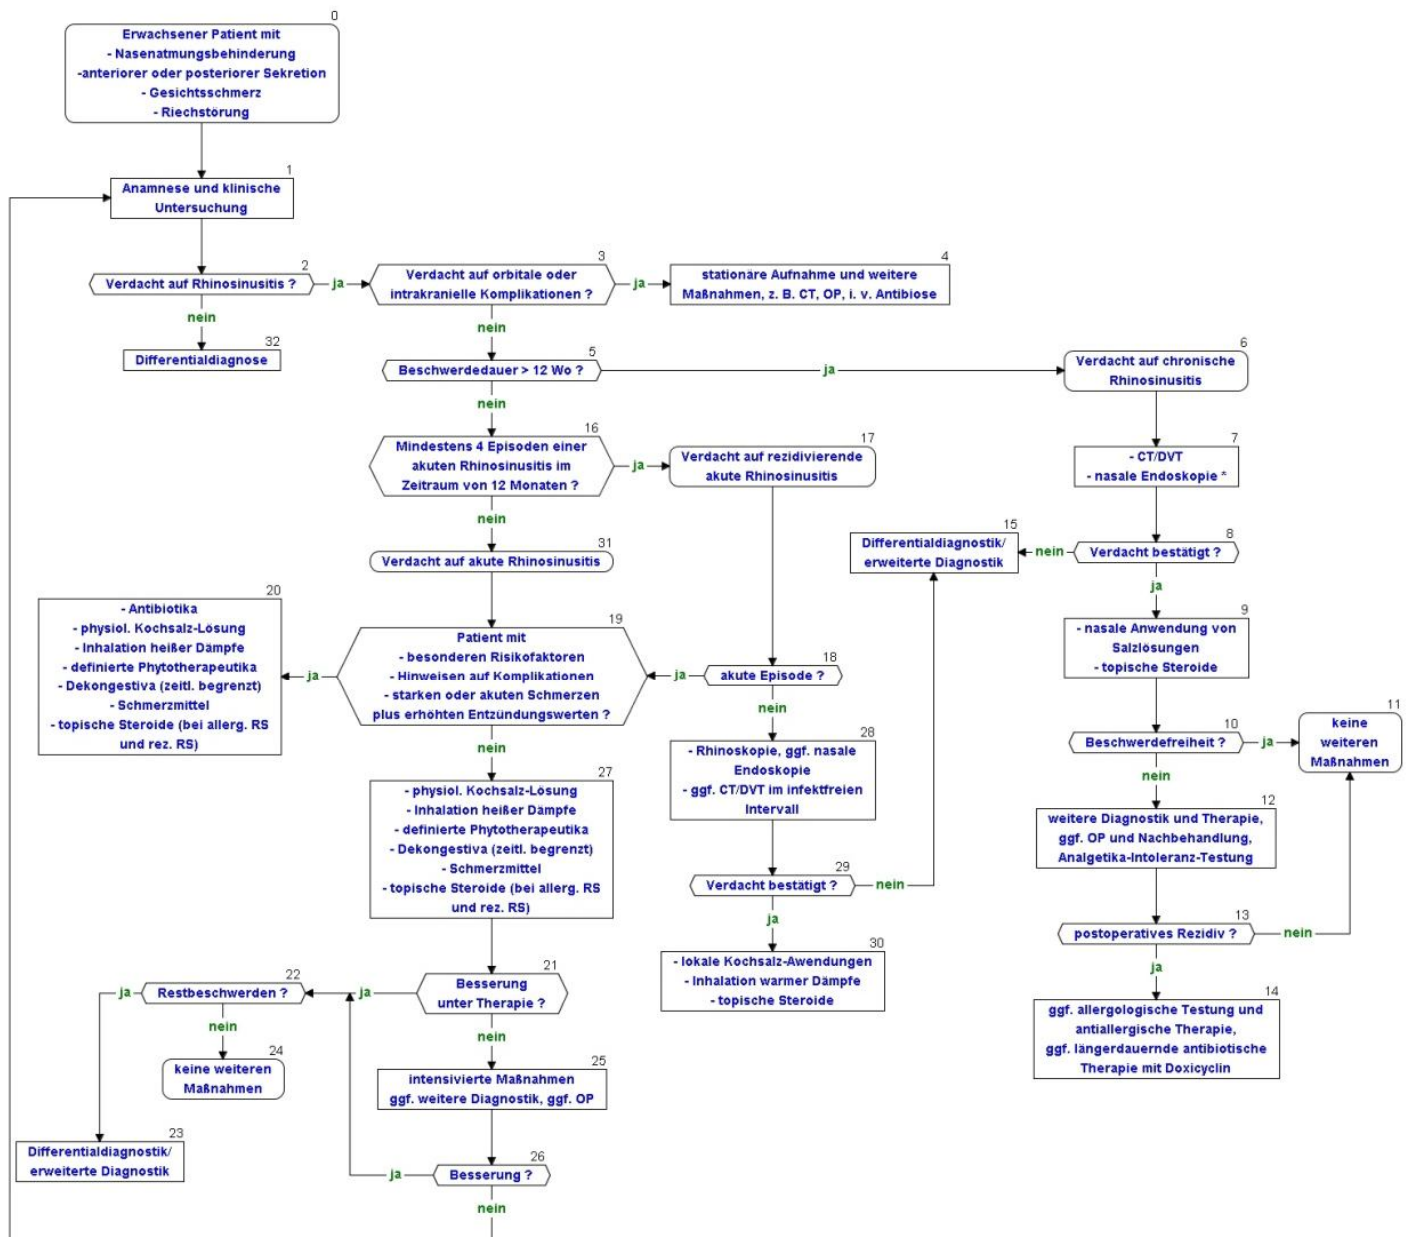 0
Erwachsener Patient mit
- Nasenatmungsbehinderung
-anteriorer oder posteriorer Sekretion
- Gesichtsschmerz
- Riechstörung
1
Anamnese und klinische
Untersuchung
2
Verdacht auf Rhinosinusitis ?
ja
nein
32
Differentialdiagnose
3
Verdacht auf orbitale oder
intrakranielle Komplikationen ?
ja
nein
4
stationäre Aufnahme und weitere
Maßnahmen, z. B. CT, OP, i. v. Antibiose
5
Beschwerdedauer > 12 Wo ?
ja
nein
6
Verdacht auf chronische
Rhinosinusitis
7
- CT/DVT
- nasale Endoskopie *
8
Verdacht bestätigt ?
nein
ja
15
Differentialdiagnostik/
erweiterte Diagnostik
9
- nasale Anwendung von
Salzlösungen
- topische Steroide
10
Beschwerdefreiheit ?
ja
nein
11
keine
weiteren
Maßnahmen
12
weitere Diagnostik und Therapie,
ggf. OP und Nachbehandlung,
Analgetika-Intoleranz-Testung
13
postoperatives Rezidiv ?
nein
ja
14
ggf. allergologische Testung und
antiallergische Therapie,
ggf. längerdauernde antibiotische
Therapie mit Doxicyclin
16
Mindestens 4 Episoden einer
akuten Rhinosinusitis im
Zeitraum von 12 Monaten ?
ja
nein
17
Verdacht auf rezidivierende
akute Rhinosinusitis
31
Verdacht auf akute Rhinosinusitis
18
akute Episode ?
ja
nein
19
Patient mit
- besonderen Risikofaktoren
- Hinweisen auf Komplikationen
- starken oder akuten Schmerzen
plus erhöhten Entzündungswerten ?
ja
nein
20
- Antibiotika
- physiol. Kochsalz-Lösung
- Inhalation heißer Dämpfe
- definierte Phytotherapeutika
- Dekongestiva (zeitl. begrenzt)
- Schmerzmittel
- topische Steroide (bei allerg. RS
und rez. RS)
27
- physiol. Kochsalz-Lösung
- Inhalation heißer Dämpfe
- definierte Phytotherapeutika
- Dekongestiva (zeitl. begrenzt)
- Schmerzmittel
- topische Steroide (bei allerg. RS
und rez. RS)
28
- Rhinoskopie, ggf. nasale
Endoskopie
- ggf. CT/DVT im infektfreien
Intervall
29
Verdacht bestätigt ?
nein
ja
30
- lokale Kochsalz-Awendungen
- Inhalation warmer Dämpfe
- topische Steroide
21
Besserung
unter Therapie ?
ja
nein
22
Restbeschwerden ?
ja
nein
24
keine weiteren
Maßnahmen
23
Differentialdiagnostik/
erweiterte Diagnostik
25
intensivierte Maßnahmen
ggf. weitere Diagnostik, ggf. OP
26
Besserung ?
ja
nein